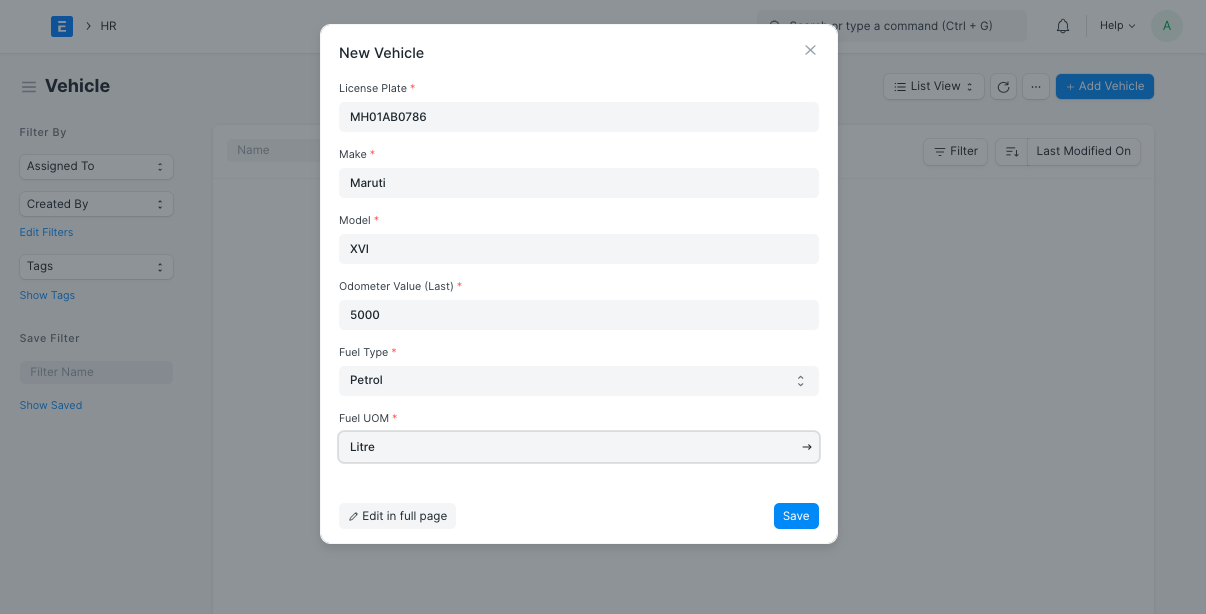 E
HR
Search or type a command (Ctrl + G)
Help
A
Vehicle
List View
...
+ Add Vehicle
Filter By
Assigned To
Created By
Edit Filters
Tags
Show Tags
Save Filter
Filter Name
Show Saved
Name
Filter
Last Modified On
New Vehicle
License Plate *
MH01AB0786
Make *
Maruti
Model *
XVI
Odometer Value (Last) *
5000
Fuel Type *
Petrol
Fuel UOM *
Litre
Edit in full page
Save